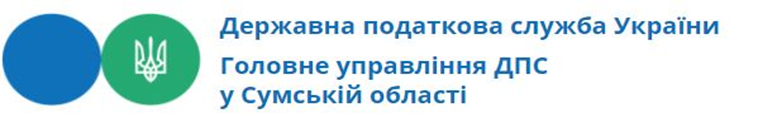 Державна податкова служба України
Головне управління ДПС
у Сумській області